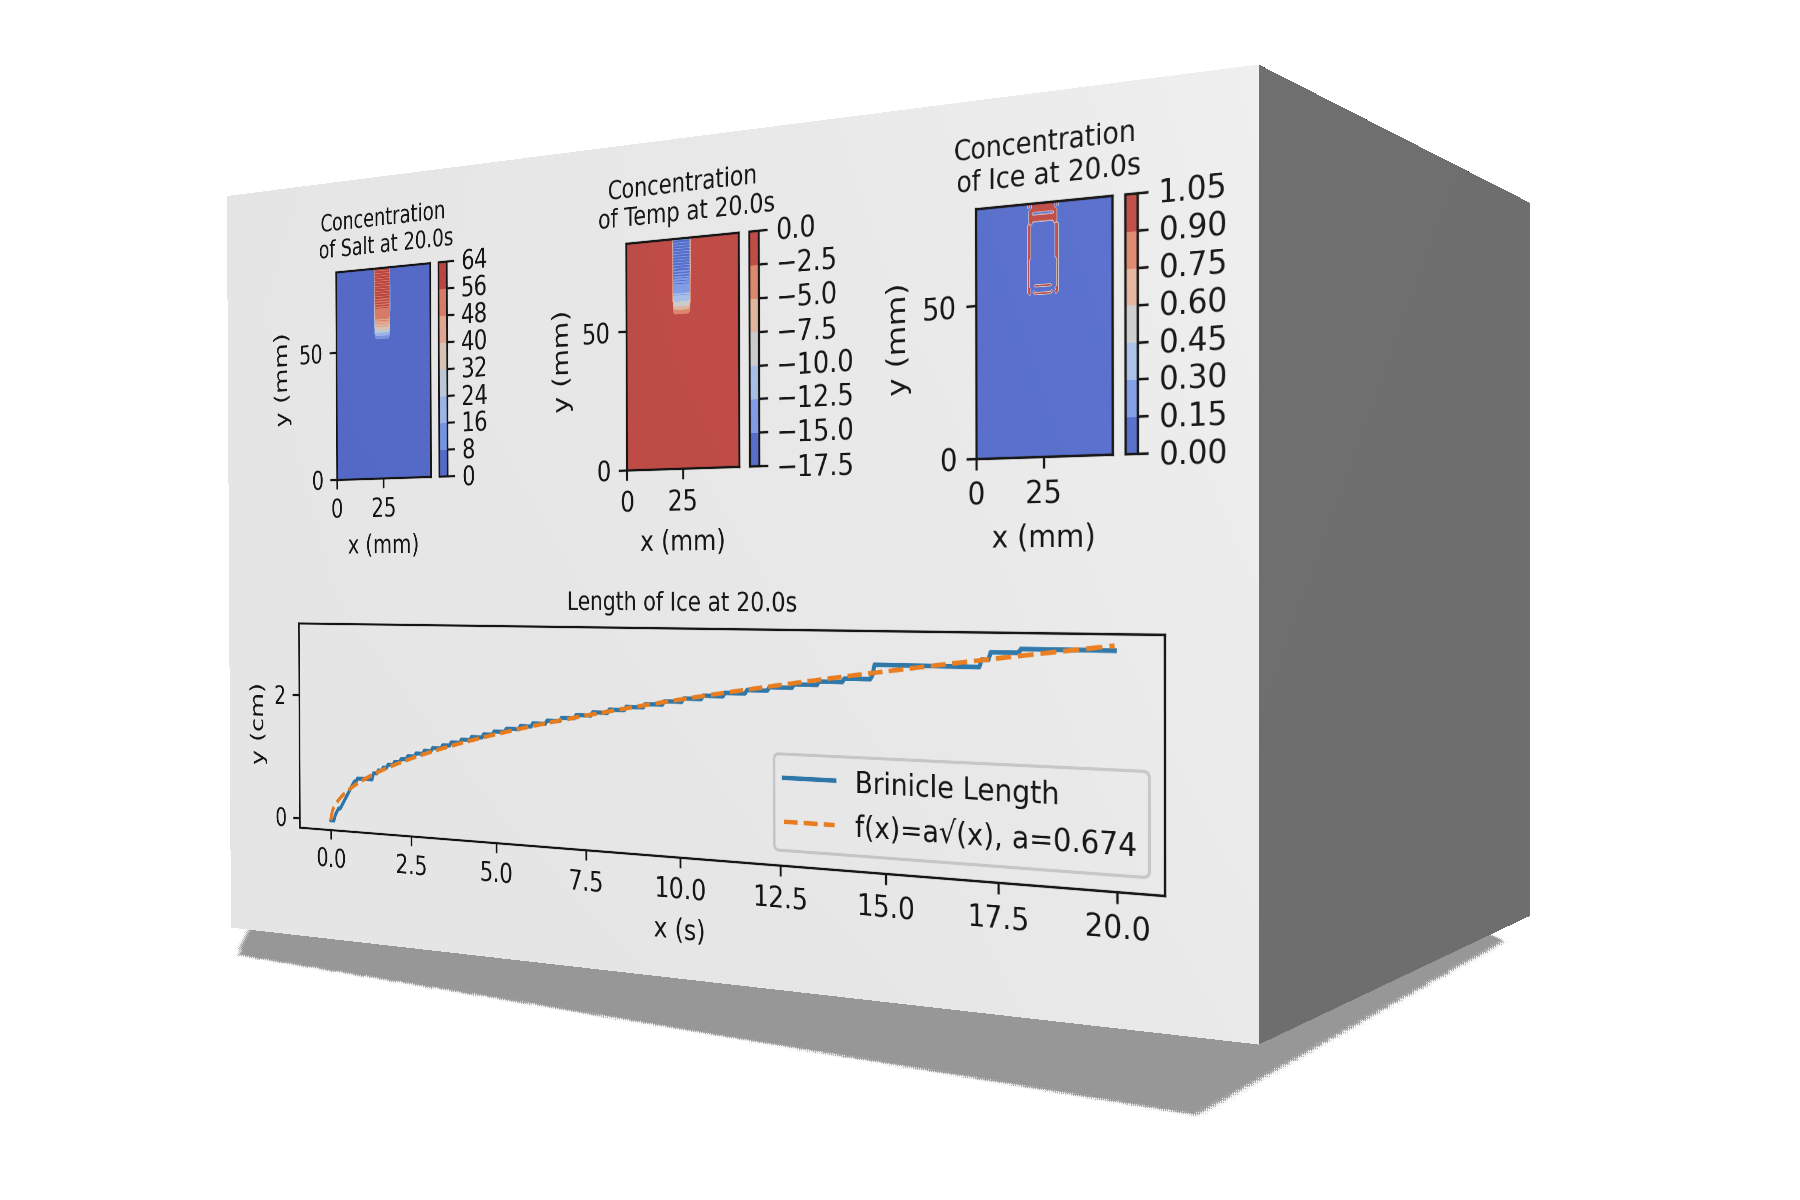 Concentration
of Salt at 20.0s
64
56
48
40
32
24
16
8
0
y (mm)
50
0
0 25
x (mm)
Concentration
of Temp at 20.0s
0.0
−2.5
−5.0
−7.5
−10.0
−12.5
−15.0
−17.5
y (mm)
50
0
0 25
x (mm)
Concentration
of Ice at 20.0s
1.05
0.90
0.75
0.60
0.45
0.30
0.15
0.00
y (mm)
50
0
0 25
x (mm)
Length of Ice at 20.0s
y (cm)
2
0
Brinicle Length
f(x)=a√(x), a=0.674
0.0 2.5 5.0 7.5 10.0 12.5 15.0 17.5 20.0
x (s)